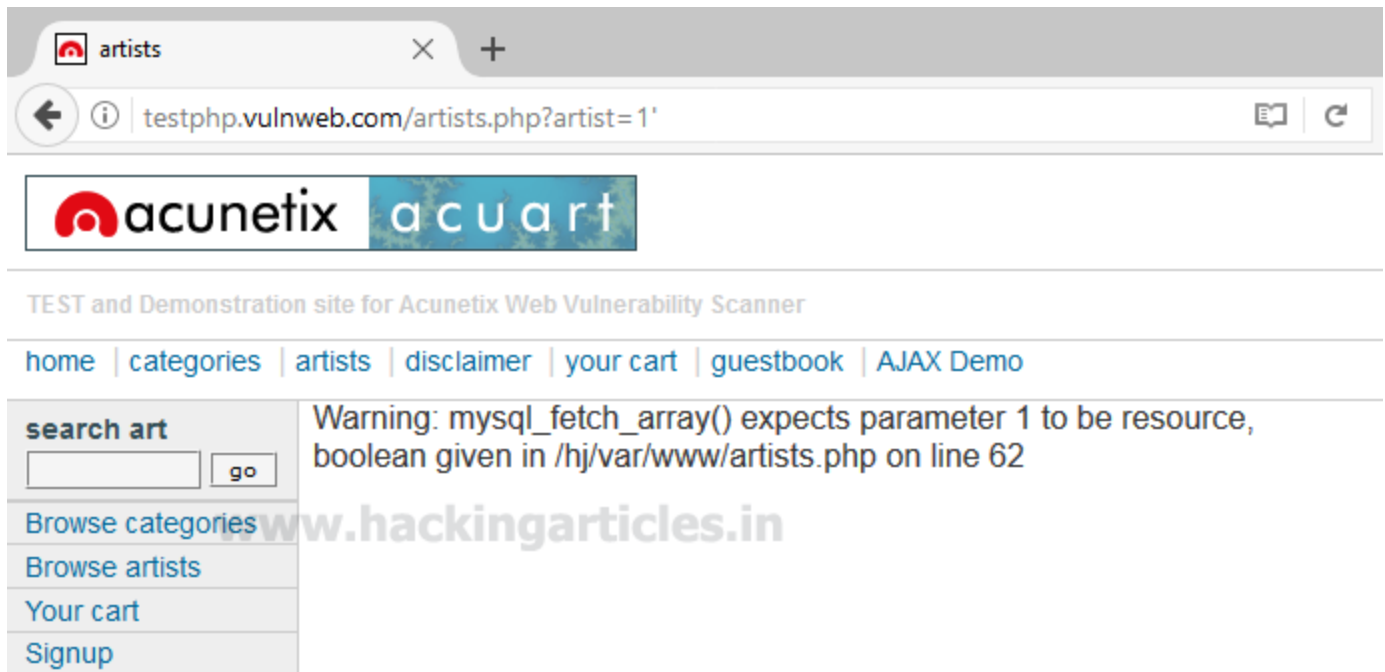 artists
testphp.vulnweb.com/artists.php?artist=1'
acunetix acuart
TEST and Demonstration site for Acunetix Web Vulnerability Scanner
home | categories | artists | disclaimer | your cart | guestbook | AJAX Demo
search art
go
Browse categories
Browse artists
Your cart
Signup
Warning: mysql_fetch_array() expects parameter 1 to be resource,
boolean given in /hj/var/www/artists.php on line 62
www.hackingarticles.in